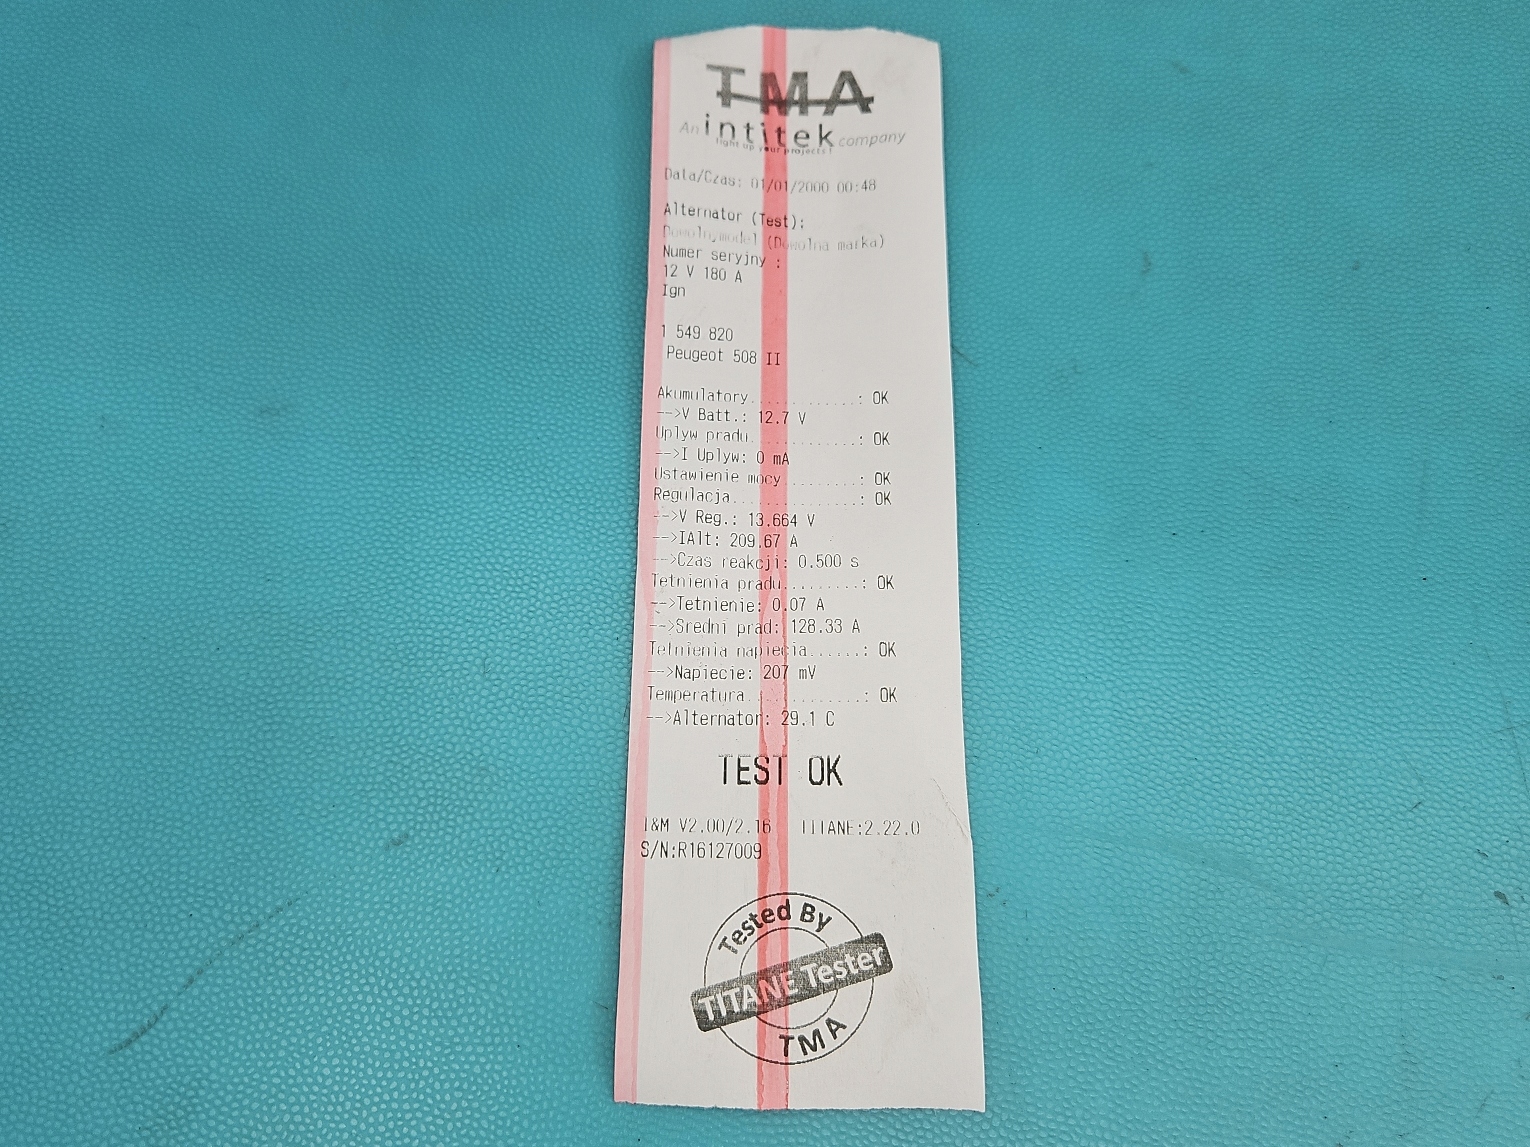 TMA
An intitek company
light up your projects!
Data/Czas: 01/01/2000 00:48
Alternator (Test):
Dowolny model (Dowolna marka)
Numer seryjny :
12 V 180 A
Ign
1 549 820
Peugeot 508 II
Akumulatory.............: OK
-->V Batt.: 12.7 V
Uplyw pradu.............: OK
-->I Uplyw: 0 mA
Ustawienie mocy.........: OK
Regulacja...............: OK
-->V Reg.: 13.664 V
-->IAlt: 209.67 A
-->Czas reakcji: 0.500 s
Tetnienia pradu.........: OK
-->Tetnienie: 0.07 A
-->Sredni prad: 128.33 A
Tetnienia napiecia......: OK
-->Napiecie: 207 mV
Temperatura.............: OK
-->Alternator: 29.1 C
TEST OK
I&M V2.00/2.16 TITANE:2.22.0
S/N:R16127009
Tested By
TITANE Tester
TMA